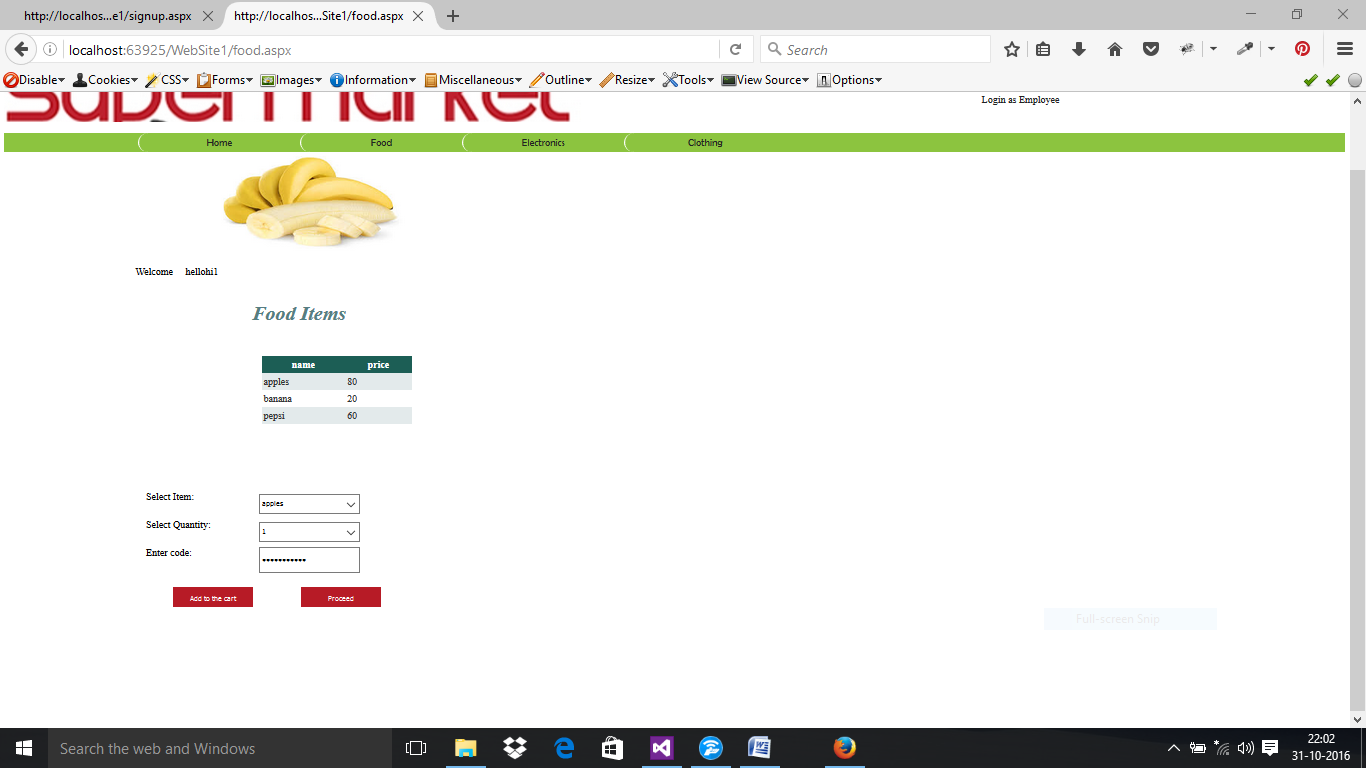 http://localhos...e1/signup.aspx http://localhos...Site1/food.aspx
localhost:63925/WebSite1/food.aspx Search
Disable Cookies CSS Forms Images Information Miscellaneous Outline Resize Tools View Source Options
Supermarket Login as Employee
Home Food Electronics Clothing
Welcome hellohi1
Food Items
name price
apples 80
banana 20
pepsi 60
Select Item: apples
Select Quantity: 1
Enter code: •••••••••••
Add to the cart Proceed
Full-screen Snip
Search the web and Windows
22:02
31-10-2016